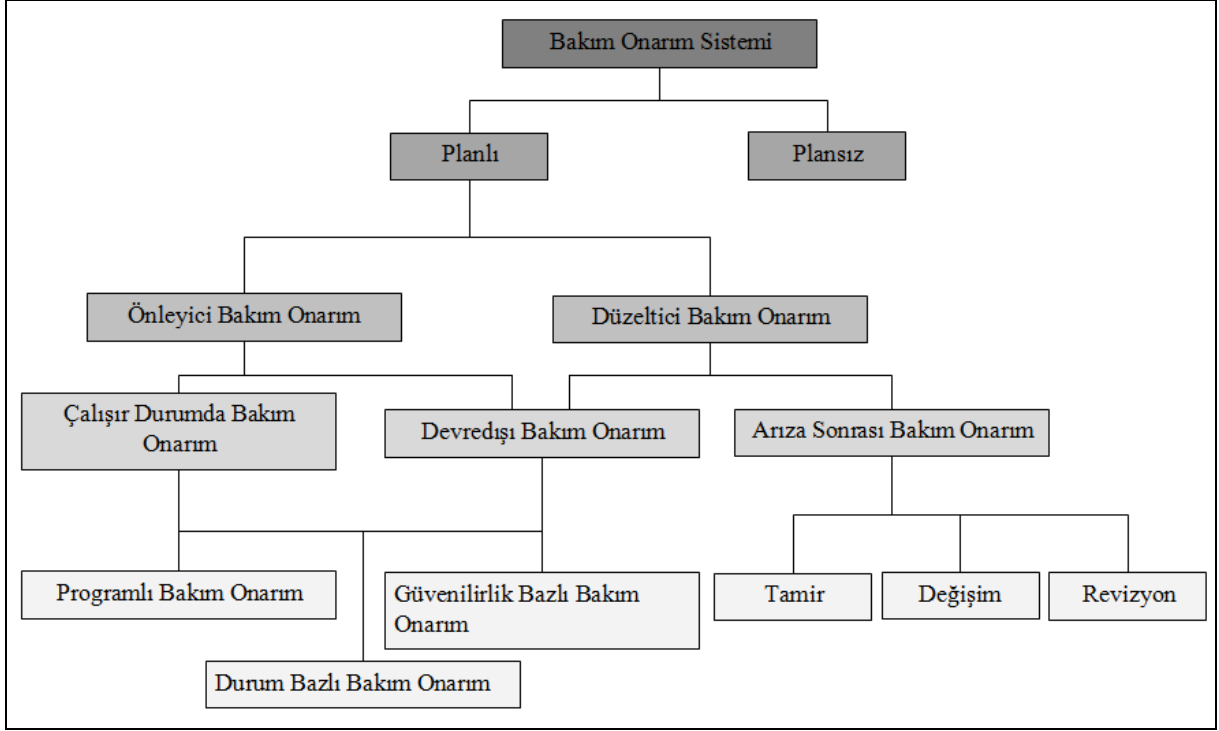 Bakım Onarım Sistemi
Planlı
Plansız
Önleyici Bakım Onarım
Düzeltici Bakım Onarım
Çalışır Durumda Bakım
Onarım
Devredışı Bakım Onarım
Arıza Sonrası Bakım Onarım
Programlı Bakım Onarım
Güvenilirlik Bazlı Bakım
Onarım
Tamir
Değişim
Revizyon
Durum Bazlı Bakım Onarım